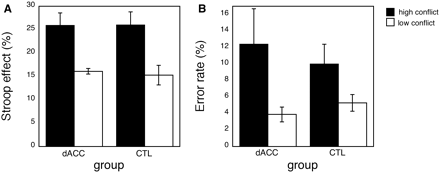 A
Stroop effect (%)
30
25
20
15
10
5
0
dACC
CTL
group
B
Error rate (%)
16
14
12
10
8
6
4
2
0
dACC
CTL
group
high conflict
low conflict